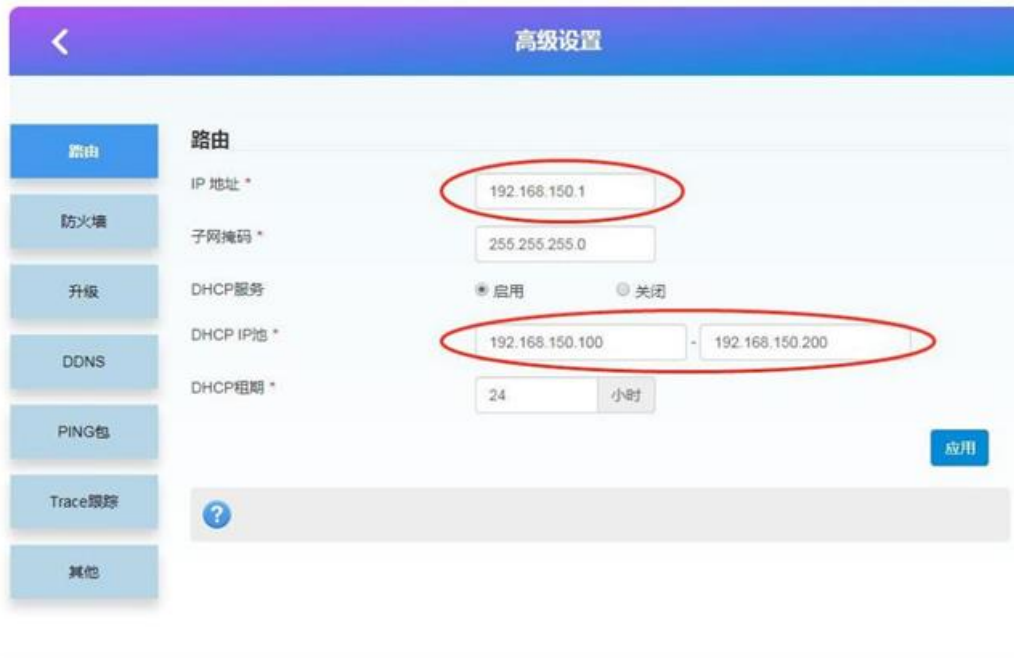 高级设置
路由
防火墙
升级
DDNS
PING包
Trace跟踪
其他
路由
IP 地址 *
192.168.150.1
子网掩码 *
255.255.255.0
DHCP服务
启用 关闭
DHCP IP池 *
192.168.150.100 - 192.168.150.200
DHCP租期 *
24 小时
应用